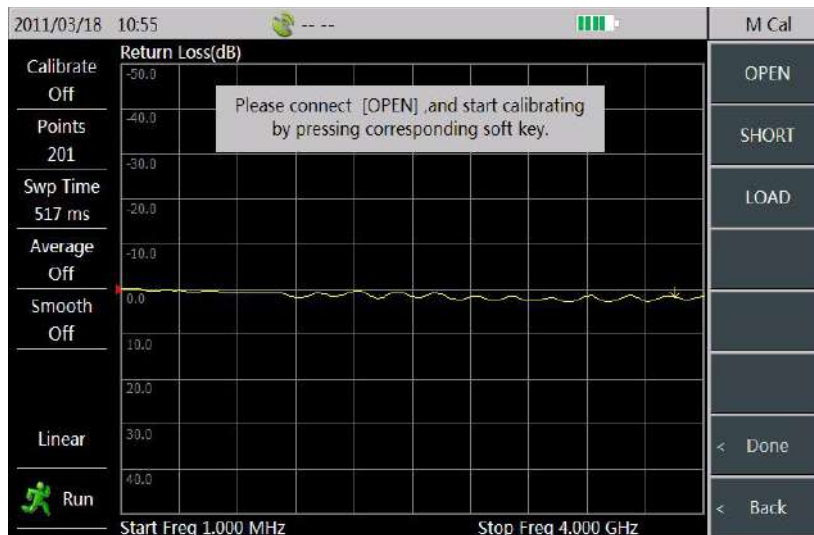 2011/03/18 10:55 -- --
M Cal
Calibrate
Off
Points
201
Swp Time
517 ms
Average
Off
Smooth
Off
Linear
Run
Return Loss(dB)
-50.0
-40.0
-30.0
-20.0
-10.0
0.0
10.0
20.0
30.0
40.0
Please connect [OPEN] ,and start calibrating
by pressing corresponding soft key.
Start Freq 1.000 MHz
Stop Freq 4.000 GHz
OPEN
SHORT
LOAD
< Done
< Back